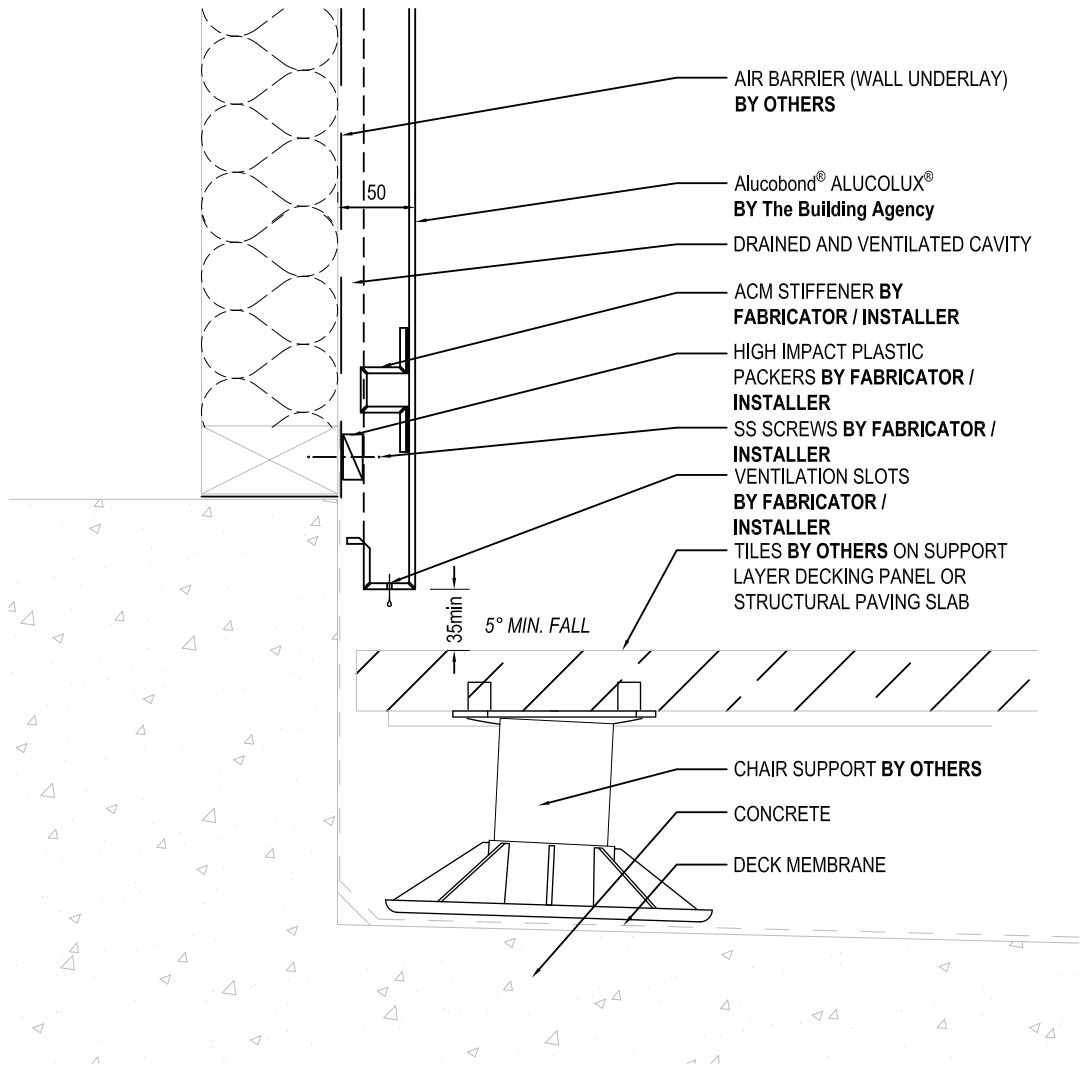 AIR BARRIER (WALL UNDERLAY)
BY OTHERS
50
Alucobond® ALUCOLUX®
BY The Building Agency
DRAINED AND VENTILATED CAVITY
ACM STIFFENER BY
FABRICATOR / INSTALLER
HIGH IMPACT PLASTIC
PACKERS BY FABRICATOR /
INSTALLER
SS SCREWS BY FABRICATOR /
INSTALLER
VENTILATION SLOTS
BY FABRICATOR /
INSTALLER
TILES BY OTHERS ON SUPPORT
LAYER DECKING PANEL OR
STRUCTURAL PAVING SLAB
35min
5° MIN. FALL
CHAIR SUPPORT BY OTHERS
CONCRETE
DECK MEMBRANE